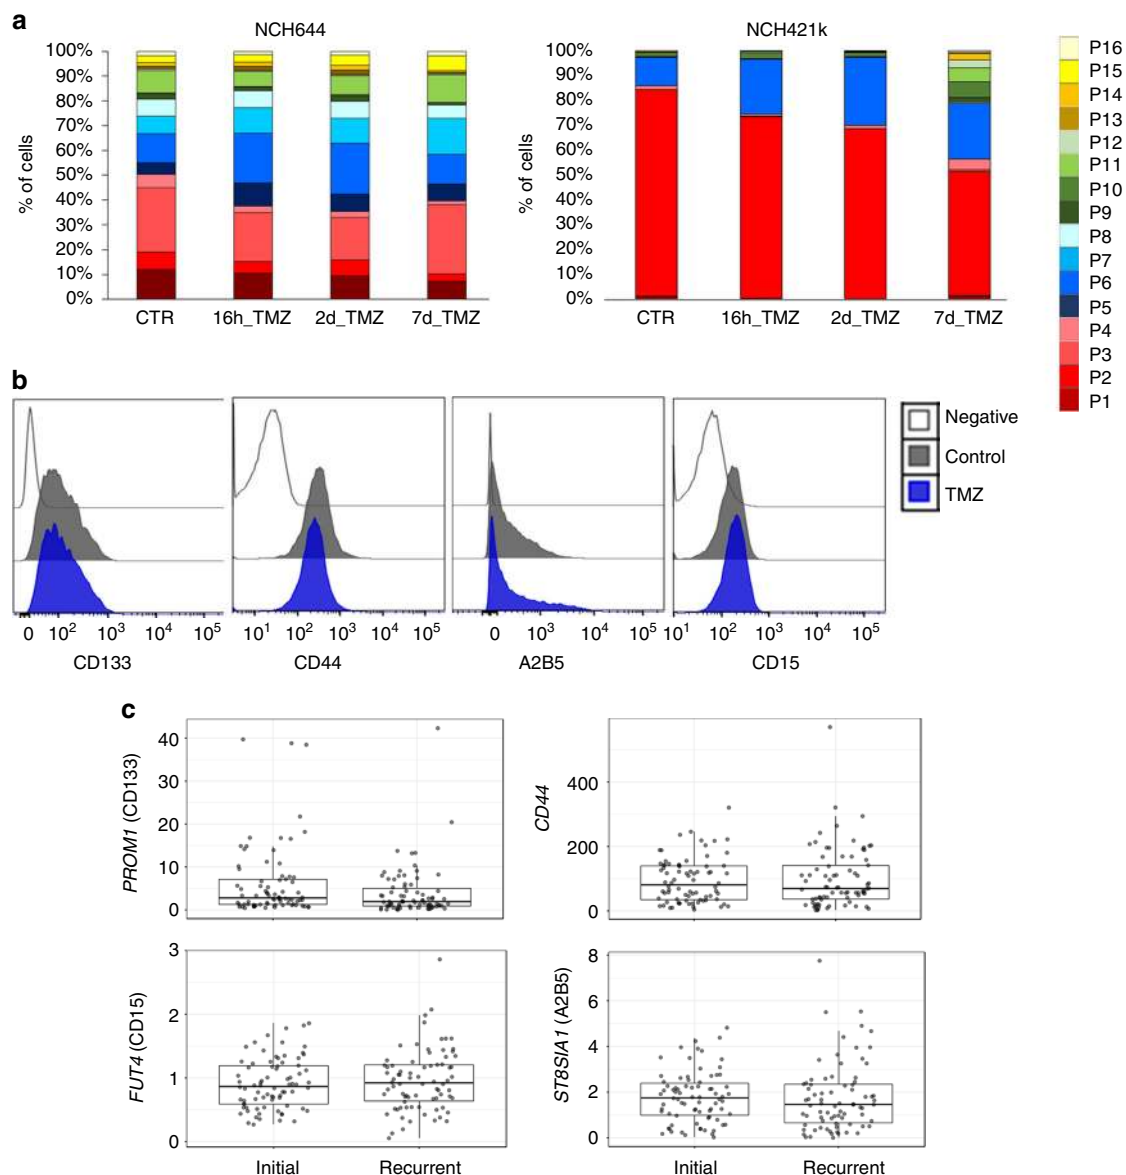 a
NCH644
NCH421k
100%
90%
80%
70%
60%
50%
40%
30%
20%
10%
0%
% of cells
CTR
16h_TMZ
2d_TMZ
7d_TMZ
100%
90%
80%
70%
60%
50%
40%
30%
20%
10%
0%
% of cells
CTR
16h_TMZ
2d_TMZ
7d_TMZ
P16
P15
P14
P13
P12
P11
P10
P9
P8
P7
P6
P5
P4
P3
P2
P1
b
0 10² 10³ 10⁴ 10⁵
CD133
10¹ 10² 10³ 10⁴ 10⁵
CD44
0 10³ 10⁴ 10⁵
A2B5
10¹ 10² 10³ 10⁴ 10⁵
CD15
Negative
Control
TMZ
c
PROM1 (CD133)
40
30
20
10
0
CD44
400
200
0
FUT4 (CD15)
3
2
1
0
Initial
Recurrent
ST8SIA1 (A2B5)
8
6
4
2
0
Initial
Recurrent